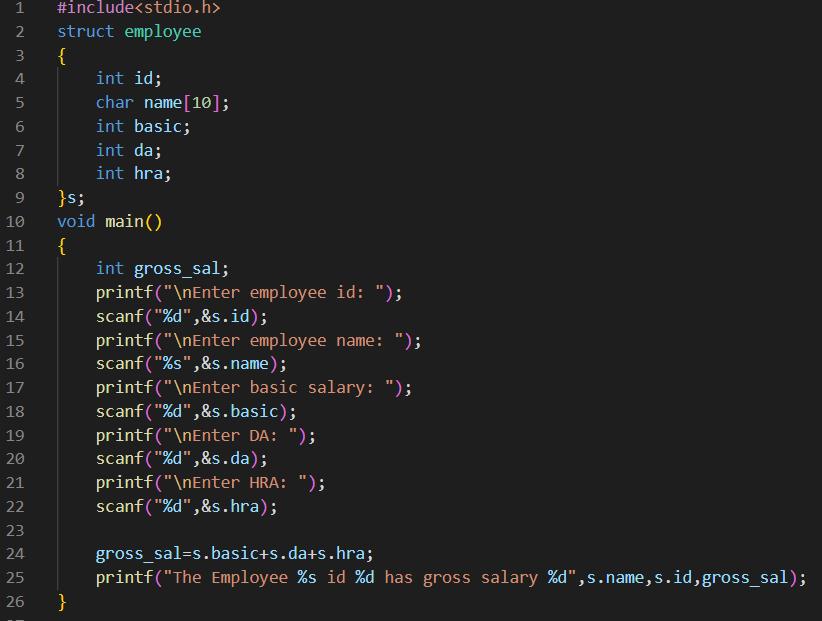 1 #include<stdio.h>
2 struct employee
3 {
4     int id;
5     char name[10];
6     int basic;
7     int da;
8     int hra;
9 }s;
10 void main()
11 {
12     int gross_sal;
13     printf("\nEnter employee id: ");
14     scanf("%d",&s.id);
15     printf("\nEnter employee name: ");
16     scanf("%s",&s.name);
17     printf("\nEnter basic salary: ");
18     scanf("%d",&s.basic);
19     printf("\nEnter DA: ");
20     scanf("%d",&s.da);
21     printf("\nEnter HRA: ");
22     scanf("%d",&s.hra);
23
24     gross_sal=s.basic+s.da+s.hra;
25     printf("The Employee %s id %d has gross salary %d",s.name,s.id,gross_sal);
26 }